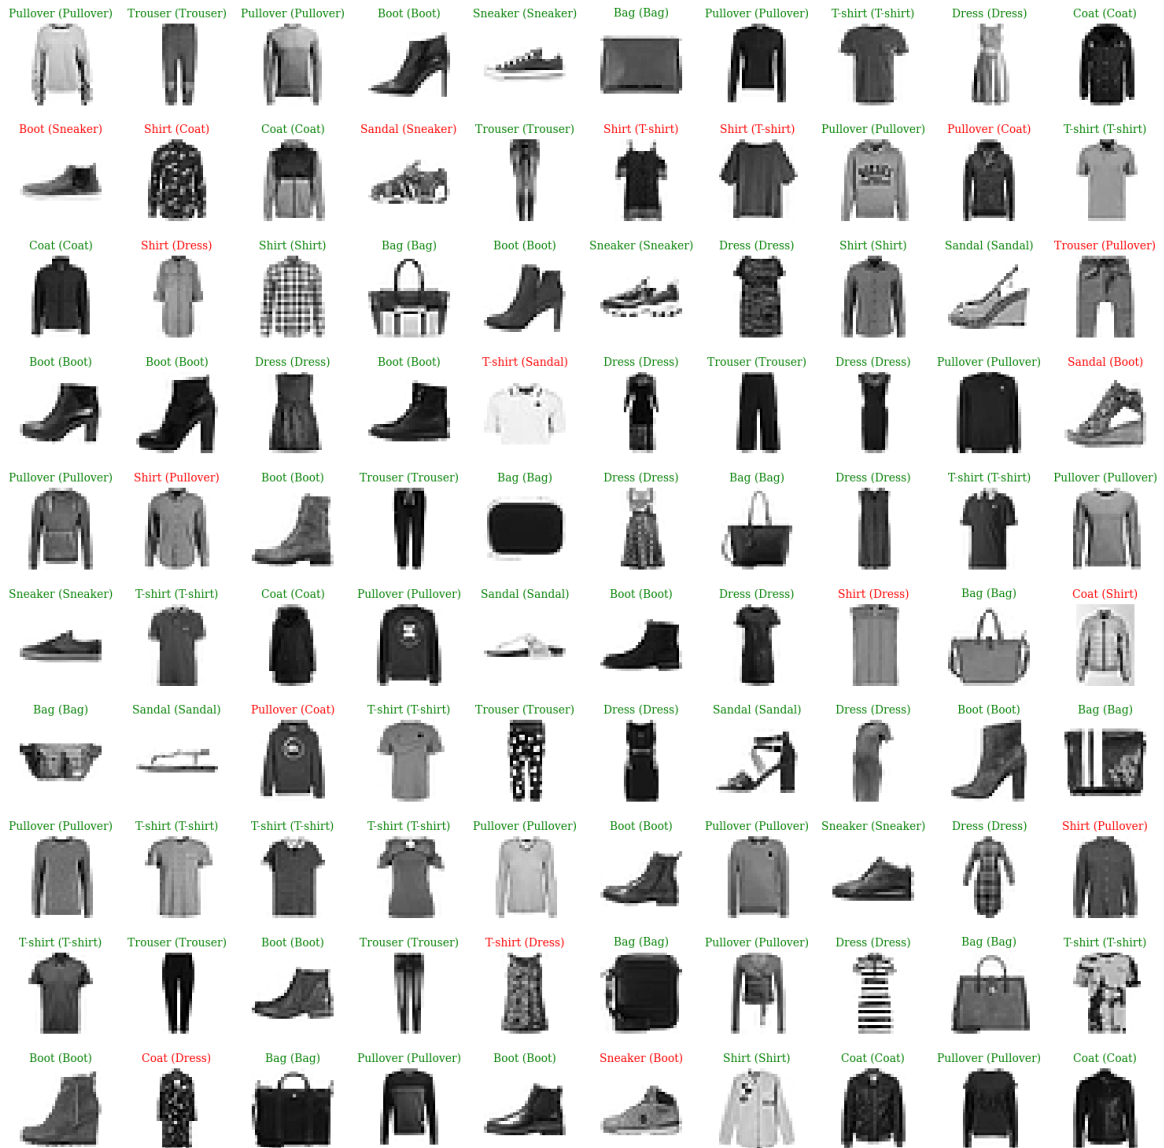 Pullover (Pullover) Trouser (Trouser) Pullover (Pullover) Boot (Boot) Sneaker (Sneaker) Bag (Bag) Pullover (Pullover) T-shirt (T-shirt) Dress (Dress) Coat (Coat)
Boot (Sneaker) Shirt (Coat) Coat (Coat) Sandal (Sneaker) Trouser (Trouser) Shirt (T-shirt) Shirt (T-shirt) Pullover (Pullover) Pullover (Coat) T-shirt (T-shirt)
Coat (Coat) Shirt (Dress) Shirt (Shirt) Bag (Bag) Boot (Boot) Sneaker (Sneaker) Dress (Dress) Shirt (Shirt) Sandal (Sandal) Trouser (Pullover)
Boot (Boot) Boot (Boot) Dress (Dress) Boot (Boot) T-shirt (Sandal) Dress (Dress) Trouser (Trouser) Dress (Dress) Pullover (Pullover) Sandal (Boot)
Pullover (Pullover) Shirt (Pullover) Boot (Boot) Trouser (Trouser) Bag (Bag) Dress (Dress) Bag (Bag) Dress (Dress) T-shirt (T-shirt) Pullover (Pullover)
Sneaker (Sneaker) T-shirt (T-shirt) Coat (Coat) Pullover (Pullover) Sandal (Sandal) Boot (Boot) Dress (Dress) Shirt (Dress) Bag (Bag) Coat (Shirt)
Bag (Bag) Sandal (Sandal) Pullover (Coat) T-shirt (T-shirt) Trouser (Trouser) Dress (Dress) Sandal (Sandal) Dress (Dress) Boot (Boot) Bag (Bag)
Pullover (Pullover) T-shirt (T-shirt) T-shirt (T-shirt) T-shirt (T-shirt) Pullover (Pullover) Boot (Boot) Pullover (Pullover) Sneaker (Sneaker) Dress (Dress) Shirt (Pullover)
T-shirt (T-shirt) Trouser (Trouser) Boot (Boot) Trouser (Trouser) T-shirt (Dress) Bag (Bag) Pullover (Pullover) Dress (Dress) Bag (Bag) T-shirt (T-shirt)
Boot (Boot) Coat (Dress) Bag (Bag) Pullover (Pullover) Boot (Boot) Sneaker (Boot) Shirt (Shirt) Coat (Coat) Pullover (Pullover) Coat (Coat)